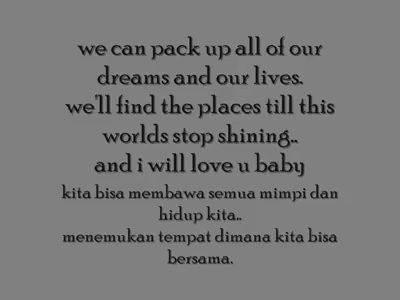 we can pack up all of our
dreams and our lives.
we'll find the places till this
worlds stop shining..
and i will love u baby
kita bisa membawa semua mimpi dan
hidup kita..
menemukan tempat dimana kita bisa
bersama.